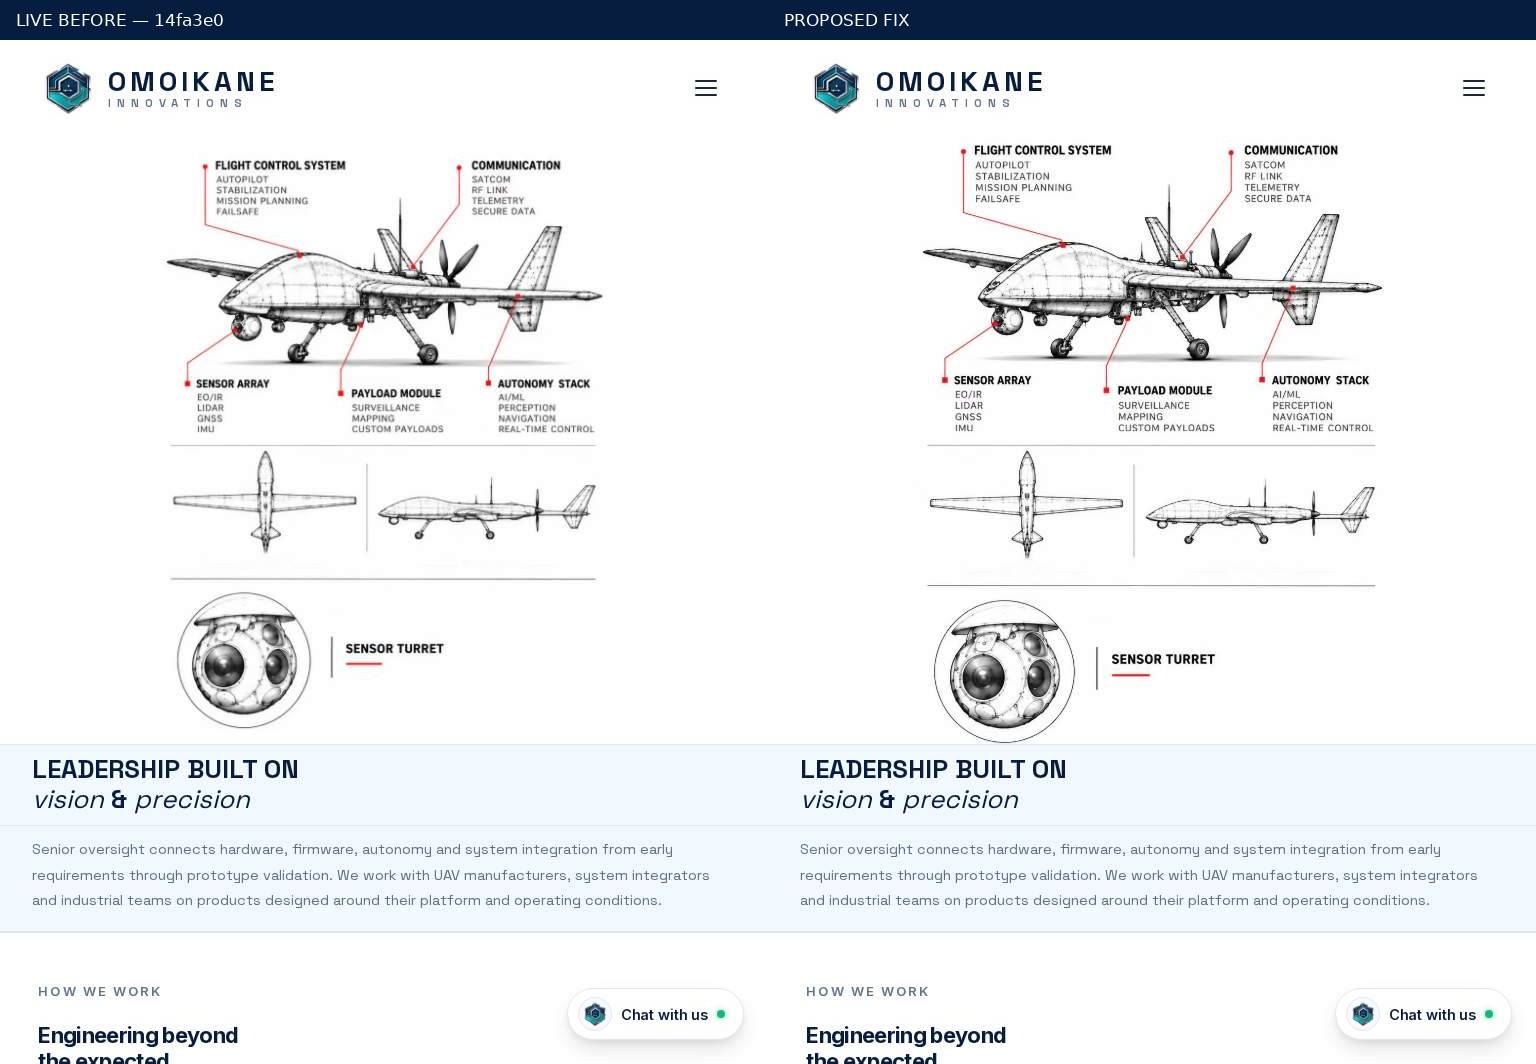 LIVE BEFORE — 14fa3e0
OMOIKANE
INNOVATIONS
FLIGHT CONTROL SYSTEM
AUTOPILOT
STABILIZATION
MISSION PLANNING
FAILSAFE
COMMUNICATION
SATCOM
RF LINK
TELEMETRY
SECURE DATA
SENSOR ARRAY
EO/IR
LIDAR
GNSS
IMU
PAYLOAD MODULE
SURVEILLANCE
MAPPING
CUSTOM PAYLOADS
AUTONOMY STACK
AI/ML
PERCEPTION
NAVIGATION
REAL-TIME CONTROL
SENSOR TURRET
LEADERSHIP BUILT ON
vision & precision
Senior oversight connects hardware, firmware, autonomy and system integration from early
requirements through prototype validation. We work with UAV manufacturers, system integrators
and industrial teams on products designed around their platform and operating conditions.
HOW WE WORK
Engineering beyond
the expected
Chat with us
PROPOSED FIX
OMOIKANE
INNOVATIONS
FLIGHT CONTROL SYSTEM
AUTOPILOT
STABILIZATION
MISSION PLANNING
FAILSAFE
COMMUNICATION
SATCOM
RF LINK
TELEMETRY
SECURE DATA
SENSOR ARRAY
EO/IR
LIDAR
GNSS
IMU
PAYLOAD MODULE
SURVEILLANCE
MAPPING
CUSTOM PAYLOADS
AUTONOMY STACK
AI/ML
PERCEPTION
NAVIGATION
REAL-TIME CONTROL
SENSOR TURRET
LEADERSHIP BUILT ON
vision & precision
Senior oversight connects hardware, firmware, autonomy and system integration from early
requirements through prototype validation. We work with UAV manufacturers, system integrators
and industrial teams on products designed around their platform and operating conditions.
HOW WE WORK
Engineering beyond
the expected
Chat with us